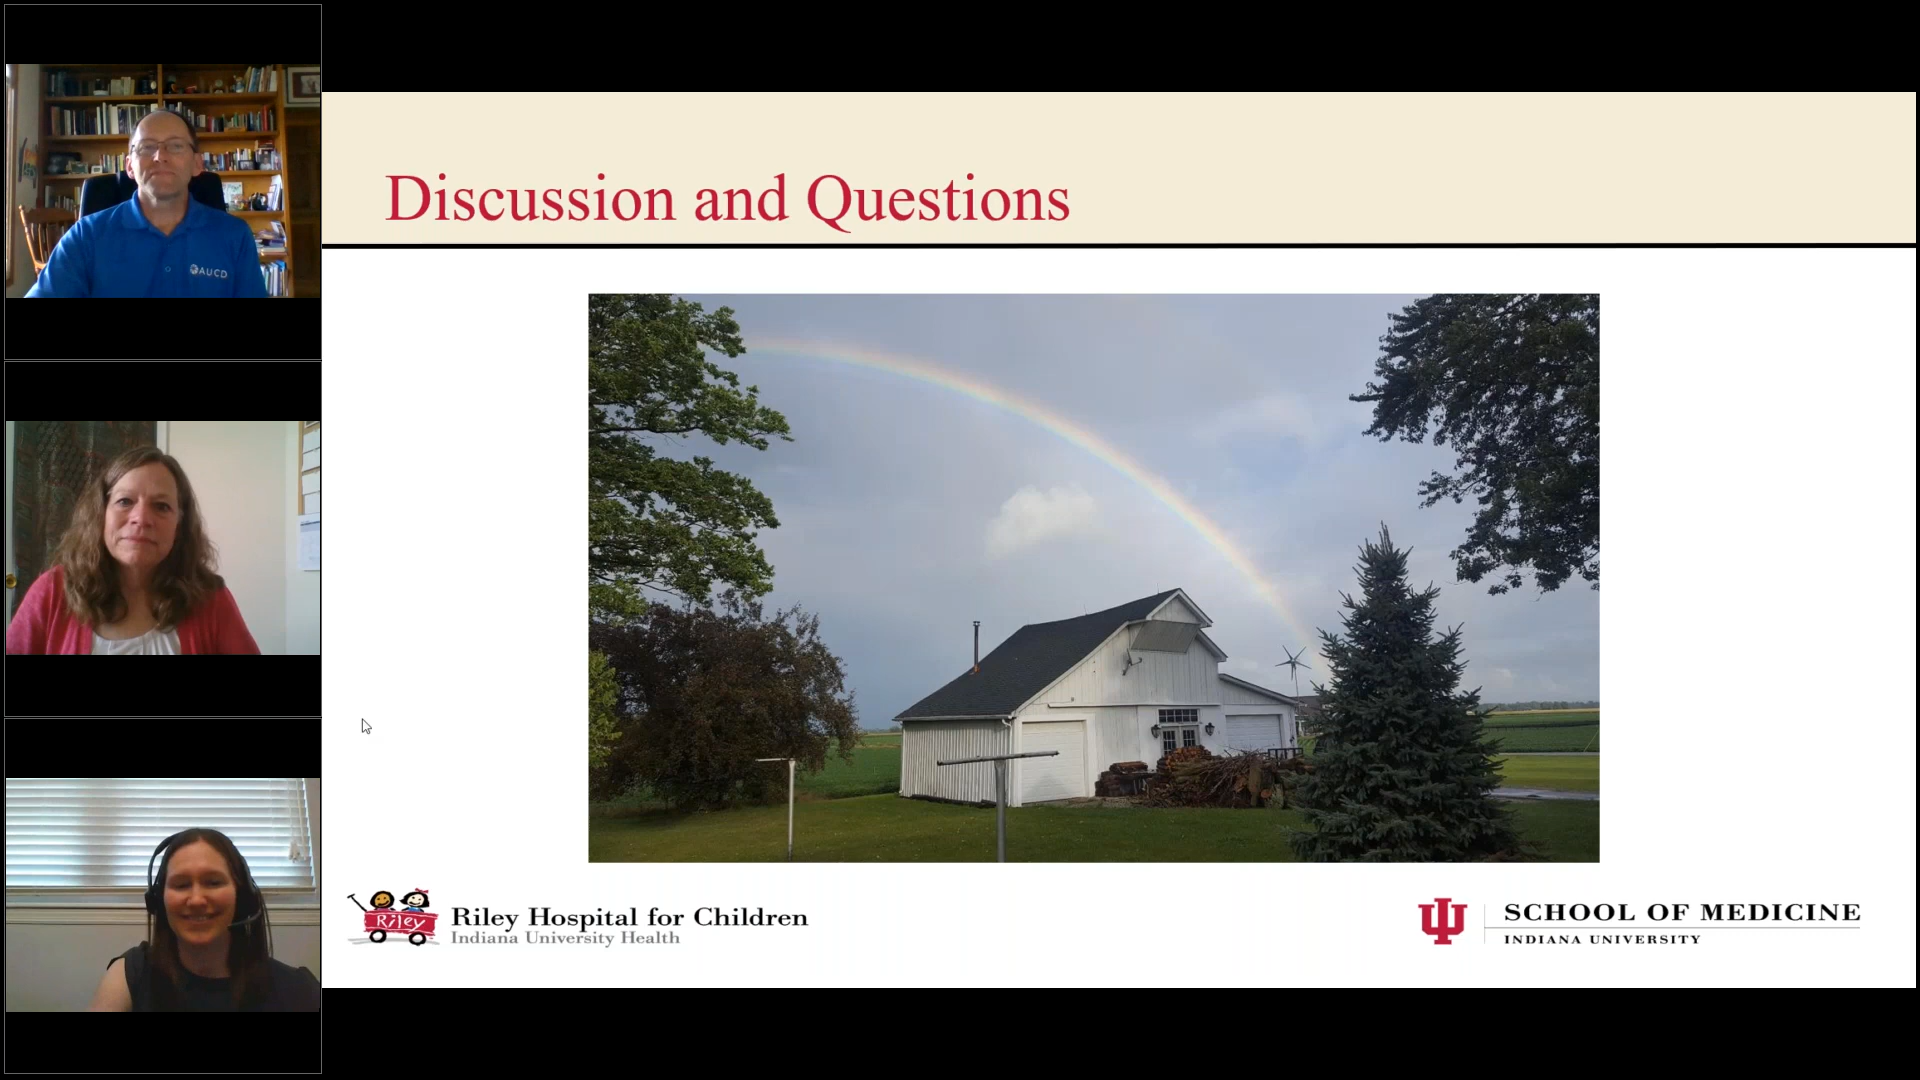 AUCD
Discussion and Questions
Riley
Riley Hospital for Children
Indiana University Health
SCHOOL OF MEDICINE
INDIANA UNIVERSITY